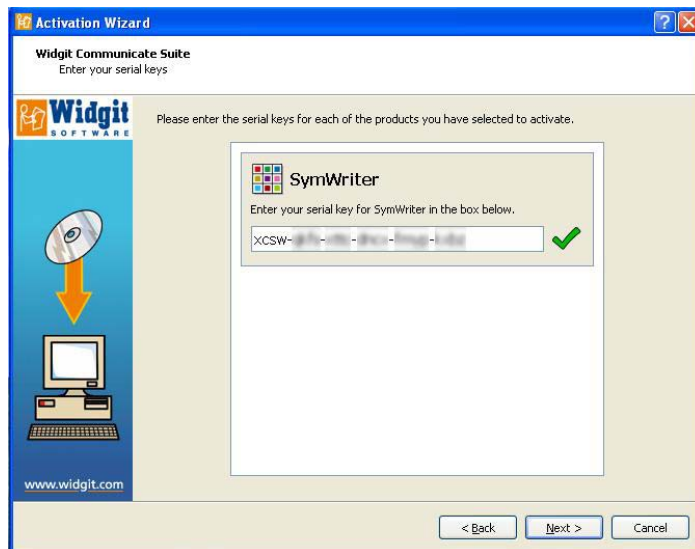 Activation Wizard
Widgit Communicate Suite
Enter your serial keys
Widgit
SOFTWARE
Please enter the serial keys for each of the products you have selected to activate.
SymWriter
Enter your serial key for SymWriter in the box below.
xcsw-
www.widgit.com
< Back
Next >
Cancel